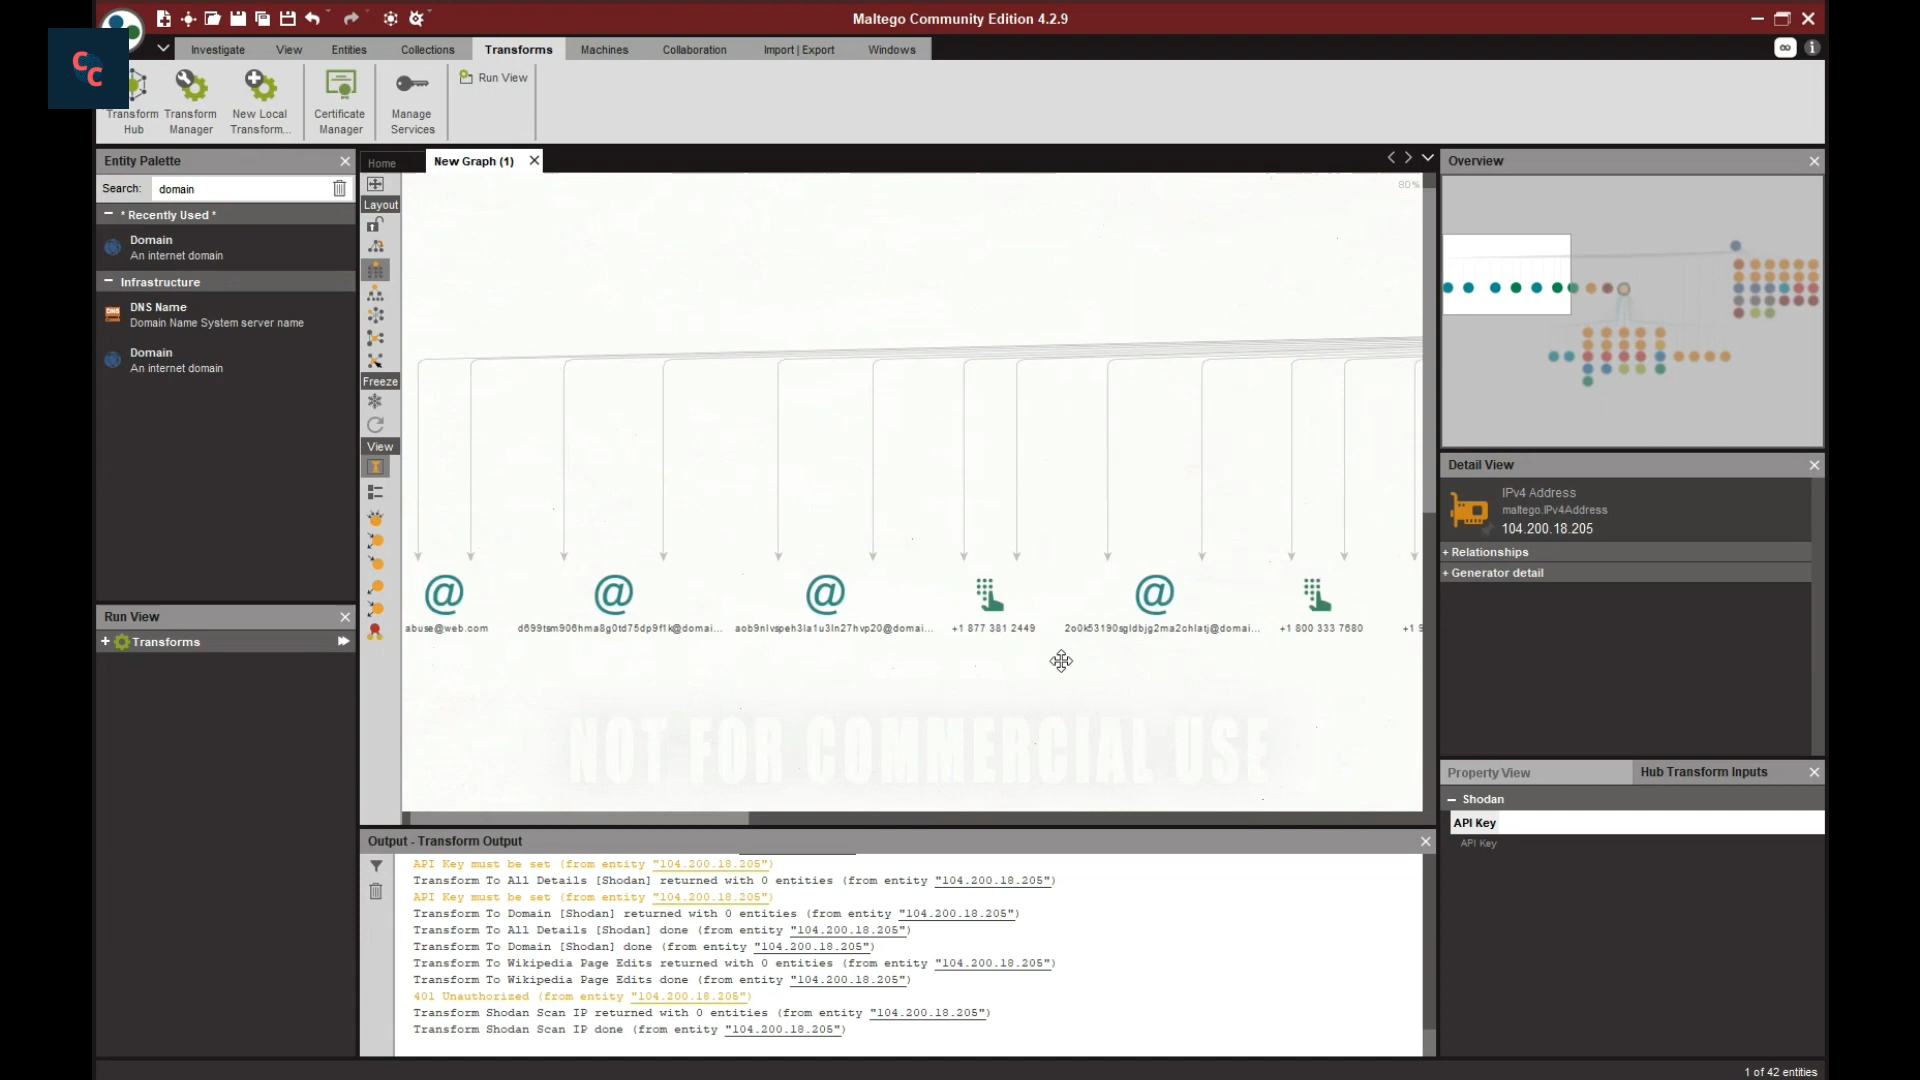 Maltego Community Edition 4.2.9
CC
Investigate View Entities Collections Transforms Machines Collaboration Import | Export Windows
Transform Hub
Transform Manager
New Local Transform...
Certificate Manager
Manage Services
Run View
Entity Palette
Search: domain
* Recently Used *
Domain
An internet domain
Infrastructure
DNS Name
Domain Name System server name
Domain
An internet domain
Run View
Transforms
Home New Graph (1)
Layout
Freeze
View
80%
abuse@web.com
d699tsm906hma8g0td75dp9f1k@domai...
aob9nlvspeh3la1u3ln27hvp20@domai...
+1 877 381 2449
2o0k53190sgldbjg2ma2ohlatj@domai...
+1 800 333 7680
+1 9
NOT FOR COMMERCIAL USE
Output - Transform Output
API Key must be set (from entity "104.200.18.205")
Transform To All Details [Shodan] returned with 0 entities (from entity "104.200.18.205")
API Key must be set (from entity "104.200.18.205")
Transform To Domain [Shodan] returned with 0 entities (from entity "104.200.18.205")
Transform To All Details [Shodan] done (from entity "104.200.18.205")
Transform To Domain [Shodan] done (from entity "104.200.18.205")
Transform To Wikipedia Page Edits returned with 0 entities (from entity "104.200.18.205")
Transform To Wikipedia Page Edits done (from entity "104.200.18.205")
401 Unauthorized (from entity "104.200.18.205")
Transform Shodan Scan IP returned with 0 entities (from entity "104.200.18.205")
Transform Shodan Scan IP done (from entity "104.200.18.205")
Overview
Detail View
IPv4 Address
maltego.IPv4Address
104.200.18.205
+ Relationships
+ Generator detail
Property View Hub Transform Inputs
Shodan
API Key
API Key
1 of 42 entities